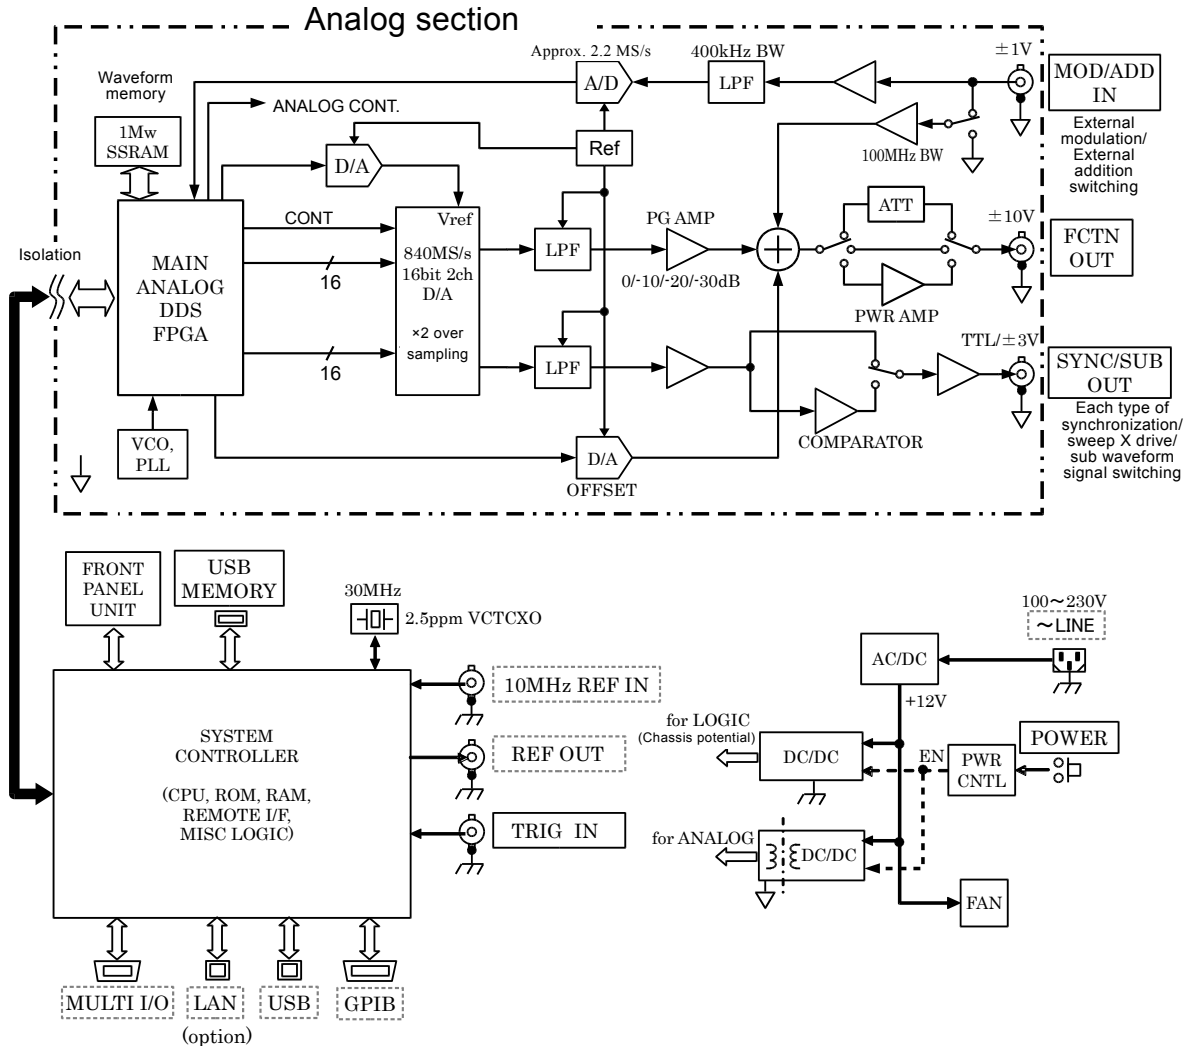 Analog section
Approx. 2.2 MS/s
400kHz BW
±1V
Waveform
memory
A/D
LPF
MOD/ADD
IN
ANALOG CONT.
1Mw
SSRAM
Ref
100MHz BW
External
modulation/
External
addition
switching
D/A
Vref
CONT
PG AMP
ATT
±10V
Isolation
MAIN
ANALOG
DDS
FPGA
840MS/s
16bit 2ch
D/A
×2 over
sampling
LPF
FCTN
OUT
16
0/-10/-20/-30dB
PWR AMP
16
LPF
TTL/±3V
SYNC/SUB
OUT
Each type of
synchronization/
sweep X drive/
sub waveform
signal switching
VCO,
PLL
COMPARATOR
D/A
OFFSET
FRONT
PANEL
UNIT
USB
MEMORY
30MHz
2.5ppm VCTCXO
100～230V
～LINE
AC/DC
+12V
10MHz REF IN
SYSTEM
CONTROLLER
(CPU, ROM, RAM,
REMOTE I/F,
MISC LOGIC)
REF OUT
TRIG IN
for LOGIC
(Chassis potential)
DC/DC
EN
PWR
CNTL
POWER
for ANALOG
DC/DC
FAN
MULTI I/O
LAN
USB
GPIB
(option)